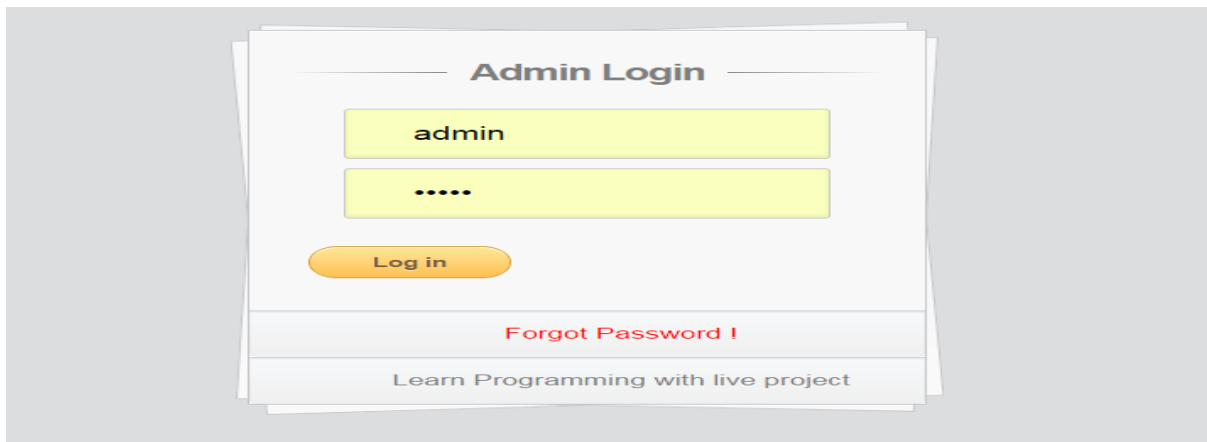 Admin Login
admin
•••••
Log in
Forgot Password !
Learn Programming with live project